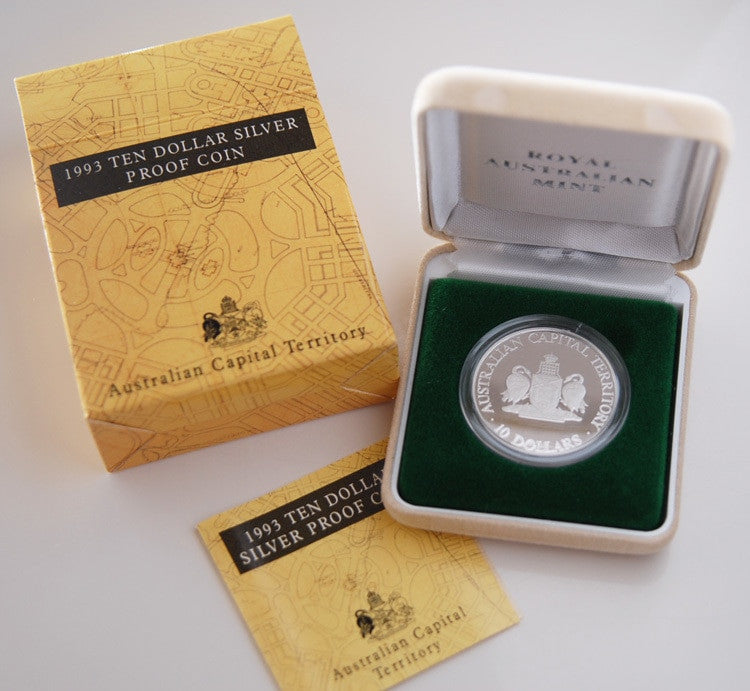 1993 TEN DOLLAR SILVER
PROOF COIN
Australian Capital Territory
ROYAL
AUSTRALIAN
MINT
AUSTRALIAN CAPITAL TERRITORY
· 10 DOLLARS ·
1993 TEN DOLLAR
SILVER PROOF CO
Australian Capital
Territory